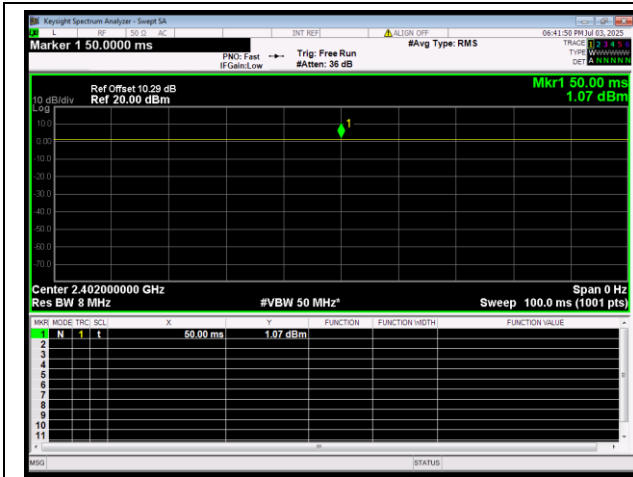 Keysight Spectrum Analyzer - Swept SA
L RF 50 Ω AC INT REF ALIGN OFF 06:41:50 PM Jul 03, 2025
Marker 1 50.0000 ms
#Avg Type: RMS
TRACE 1 2 3 4 5 6
PNO: Fast Trig: Free Run
TYPE WWWWWW
IFGain:Low #Atten: 36 dB
DET A N N N N N
Mkr1 50.00 ms
Ref Offset 10.29 dB
10 dB/div Ref 20.00 dBm
1.07 dBm
Log
10.0
1
0.00
-10.0
-20.0
-30.0
-40.0
-50.0
-60.0
-70.0
Center 2.402000000 GHz Span 0 Hz
Res BW 8 MHz #VBW 50 MHz* Sweep 100.0 ms (1001 pts)
MKR MODE TRC SCL X Y FUNCTION FUNCTION WIDTH FUNCTION VALUE
1 N 1 t 50.00 ms 1.07 dBm
2
3
4
5
6
7
8
9
10
11
MSG STATUS